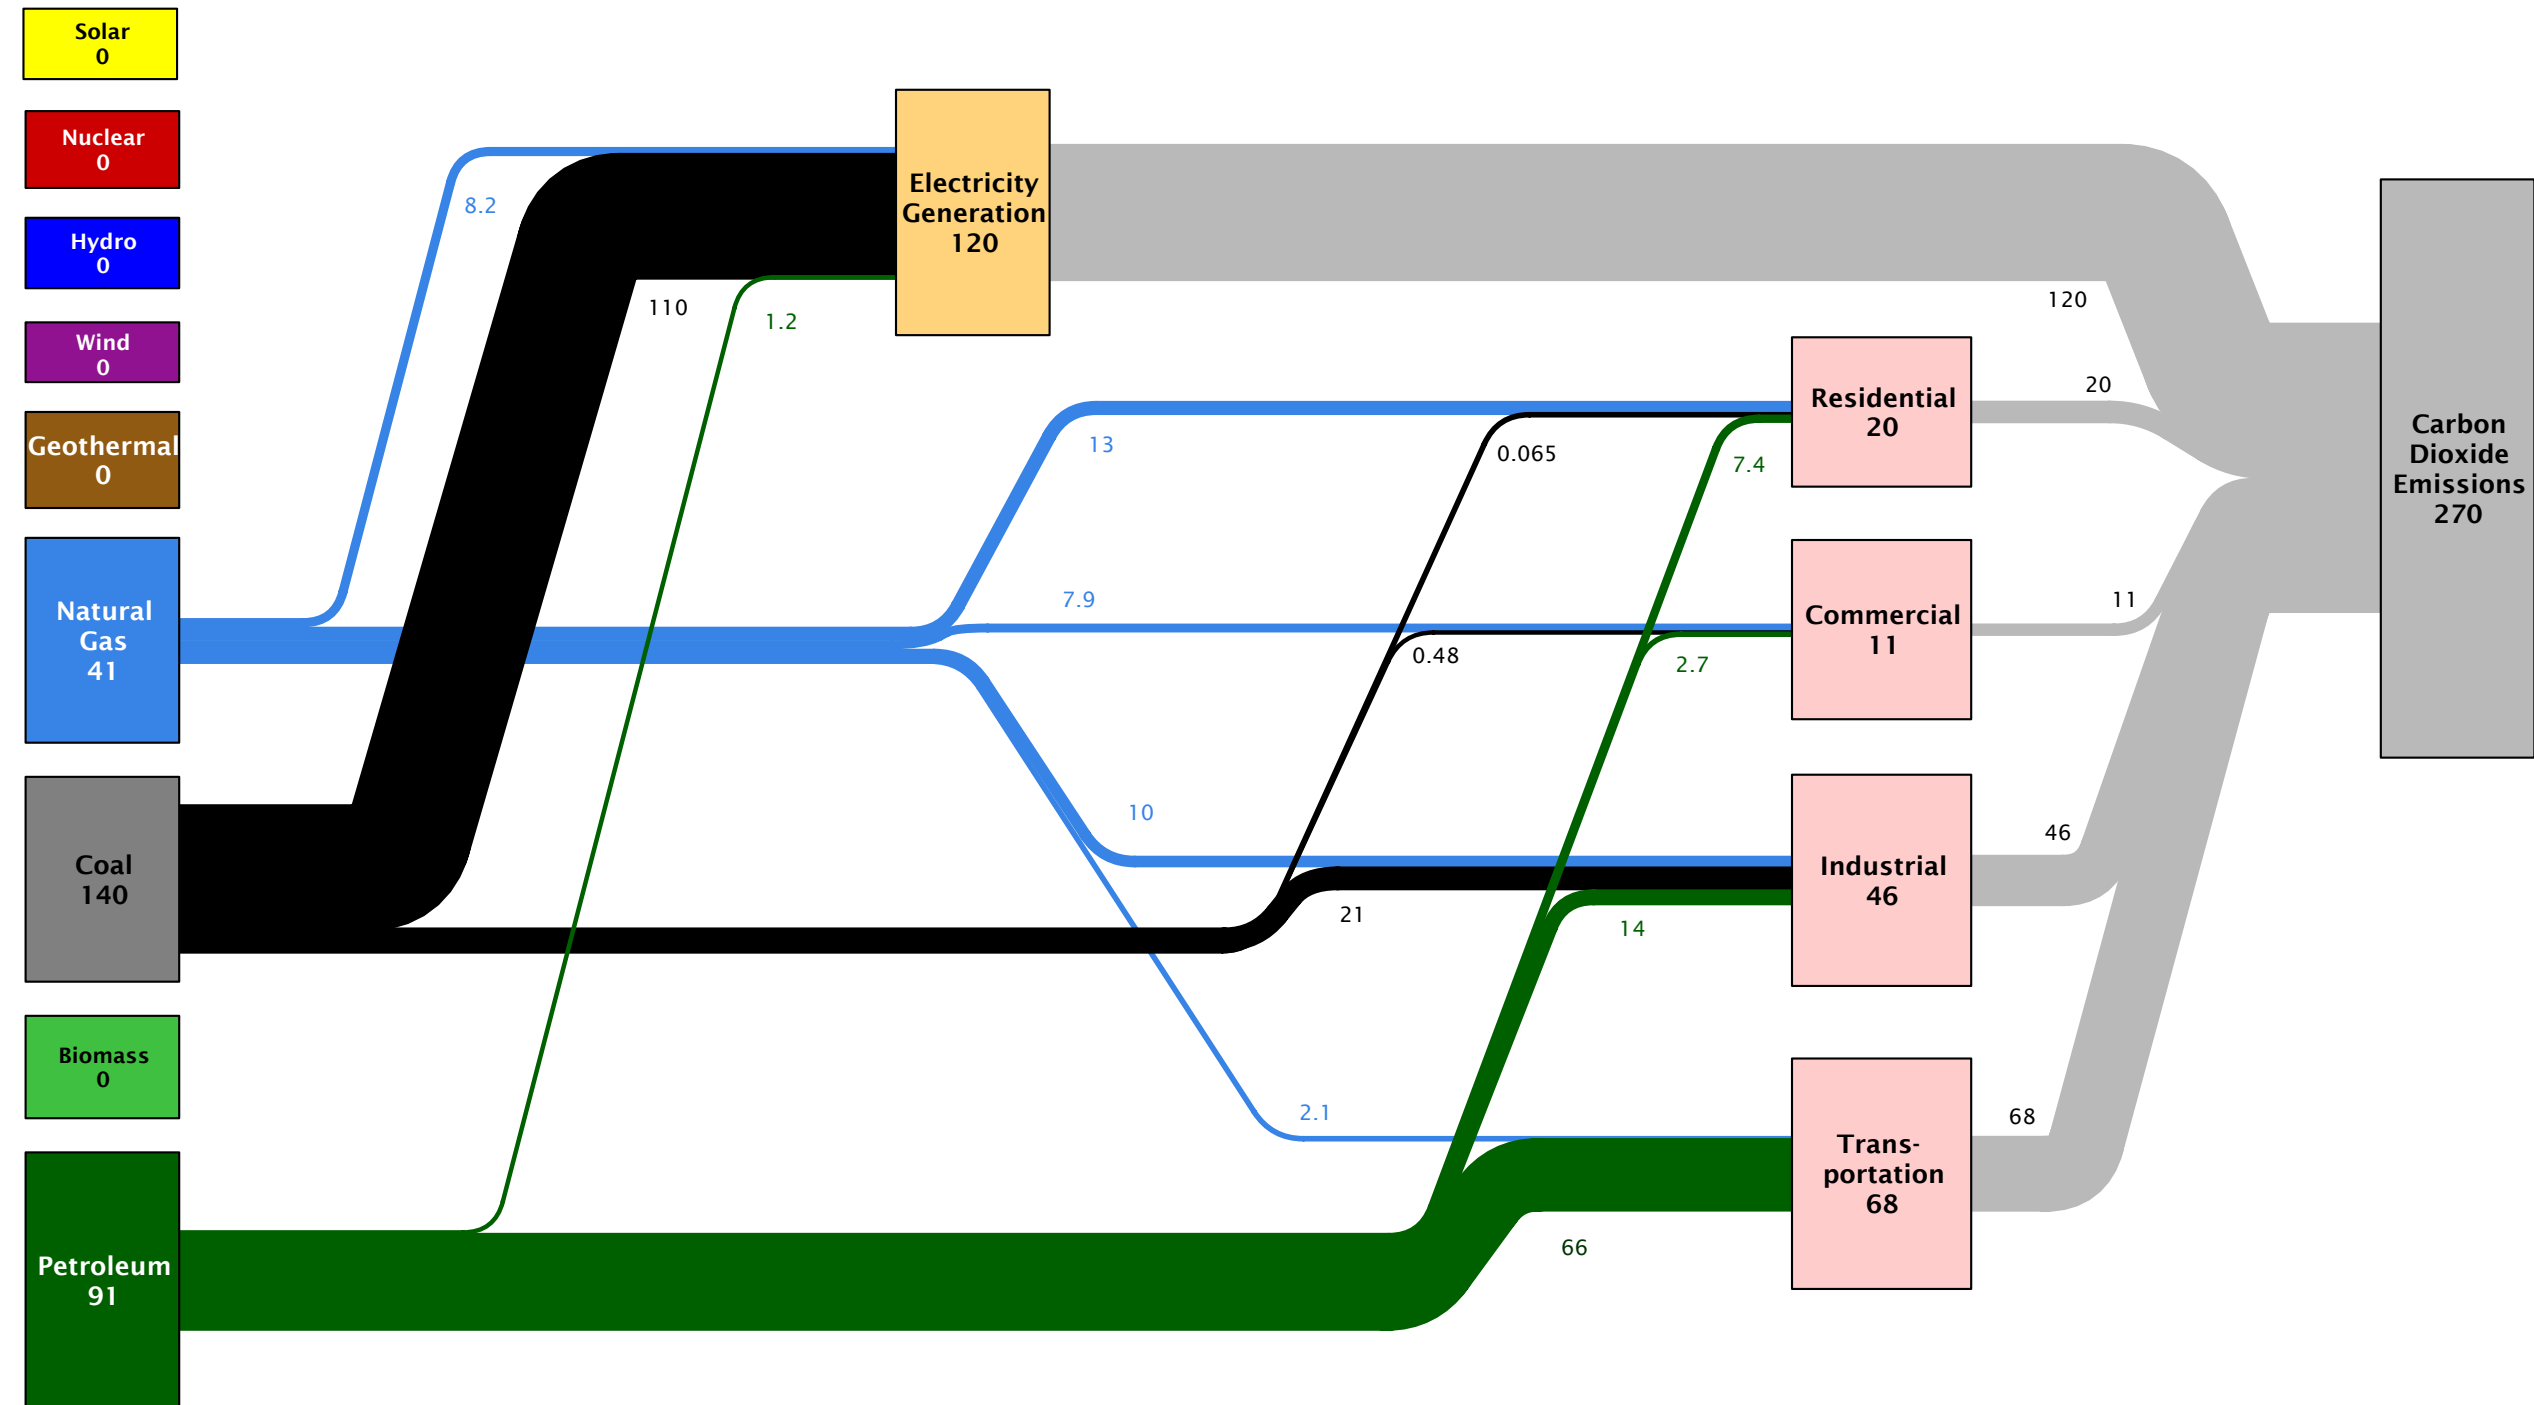 Solar
0
Nuclear
0
Hydro
0
Wind
0
Geothermal
0
Natural
Gas
41
Coal
140
Biomass
0
Petroleum
91
8.2
110
1.2
Electricity
Generation
120
13
7.9
10
2.1
0.065
0.48
21
7.4
2.7
14
66
Residential
20
Commercial
11
Industrial
46
Trans-
portation
68
120
20
11
46
68
Carbon
Dioxide
Emissions
270